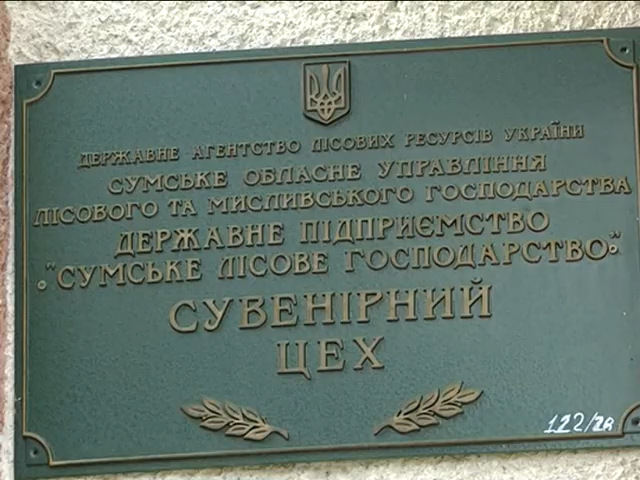 ДЕРЖАВНЕ АГЕНТСТВО ЛІСОВИХ РЕСУРСІВ УКРАЇНИ
СУМСЬКЕ ОБЛАСНЕ УПРАВЛІННЯ
ЛІСОВОГО ТА МИСЛИВСЬКОГО ГОСПОДАРСТВА
ДЕРЖАВНЕ ПІДПРИЄМСТВО
"СУМСЬКЕ ЛІСОВЕ ГОСПОДАРСТВО"
СУВЕНІРНИЙ
ЦЕХ